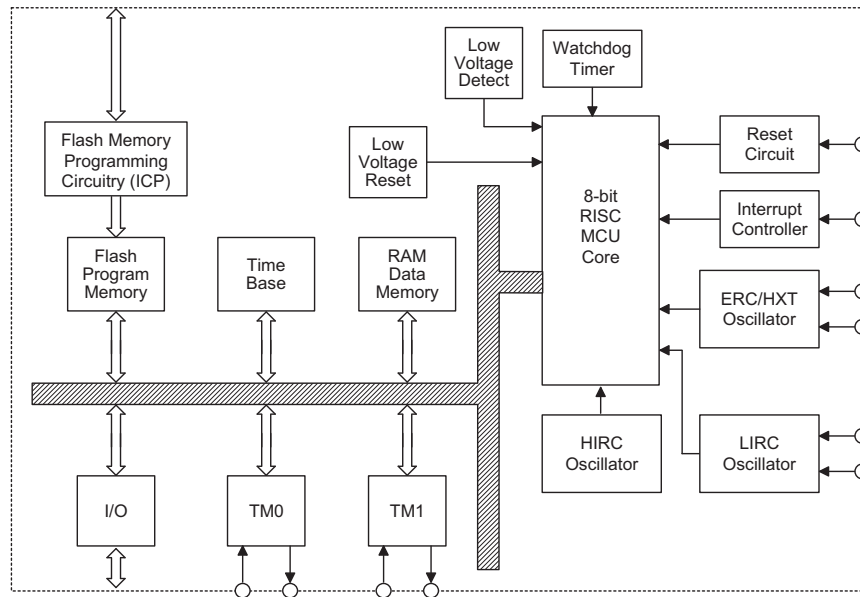 Low
Voltage
Detect
Watchdog
Timer
Flash Memory
Programming
Circuitry (ICP)
Low
Voltage
Reset
8-bit
RISC
MCU
Core
Reset
Circuit
Interrupt
Controller
Flash
Program
Memory
Time
Base
RAM
Data
Memory
ERC/HXT
Oscillator
HIRC
Oscillator
LIRC
Oscillator
I/O
TM0
TM1